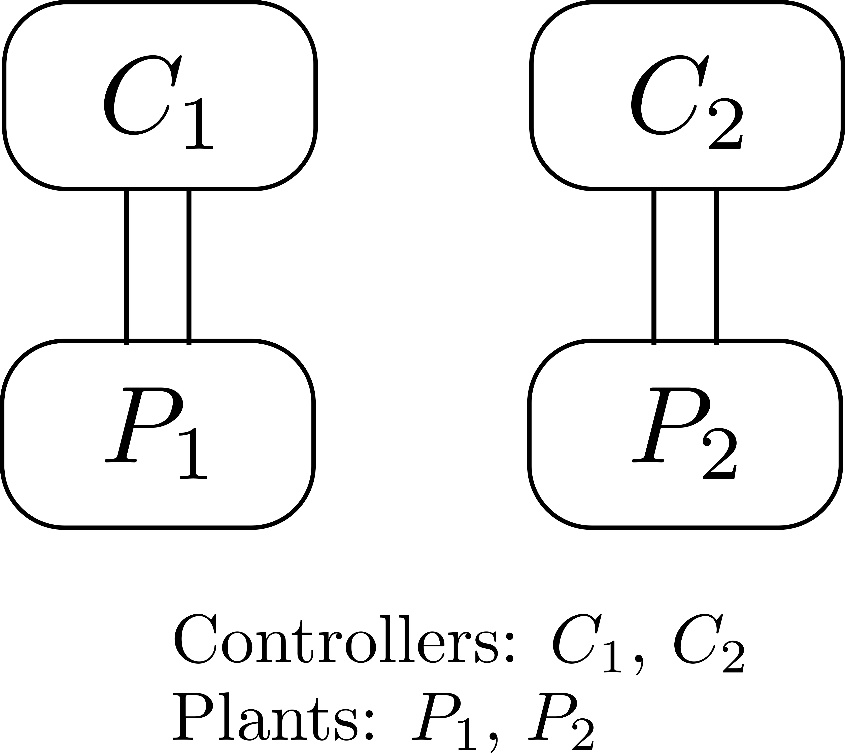 C₁ C₂
P₁ P₂
Controllers: C₁, C₂
Plants: P₁, P₂